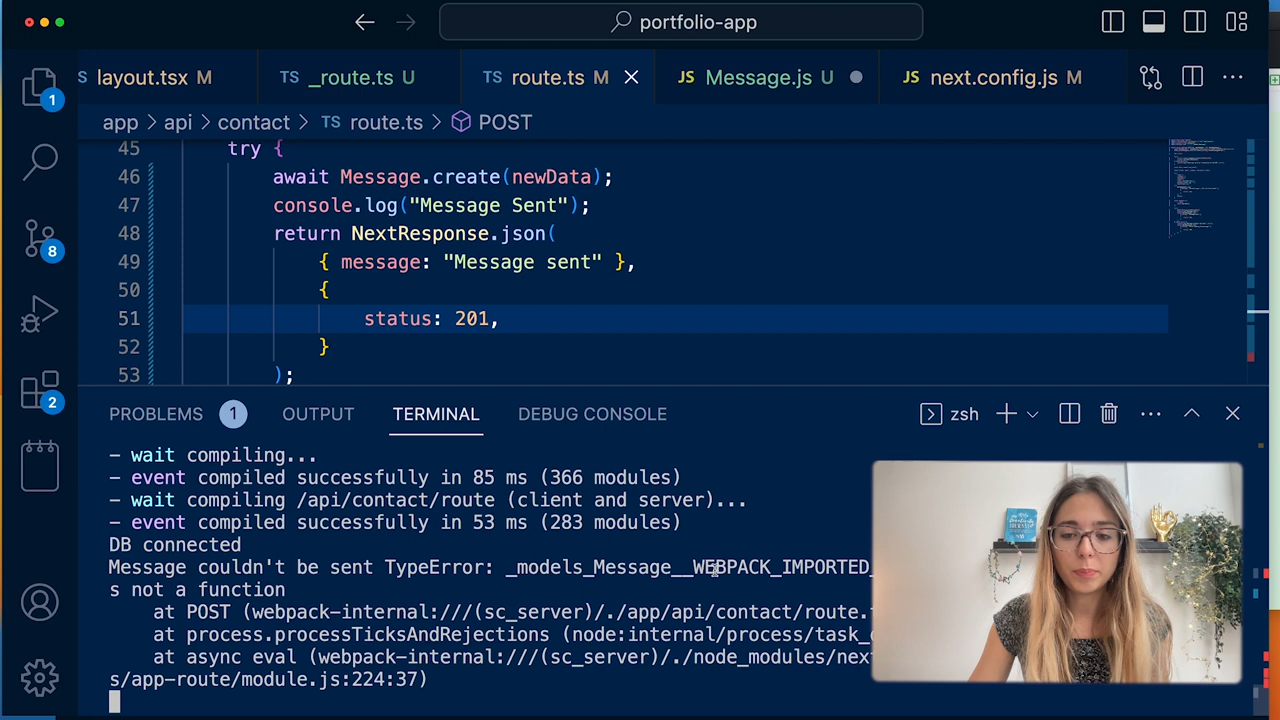 portfolio-app
layout.tsx M
TS _route.ts U
TS route.ts M
JS Message.js U
JS next.config.js M
app > api > contact > TS route.ts > POST
45 try {
46 await Message.create(newData);
47 console.log("Message Sent");
48 return NextResponse.json(
49 { message: "Message sent" },
50 {
51 status: 201,
52 }
53 );
1
8
2
PROBLEMS 1 OUTPUT TERMINAL DEBUG CONSOLE
zsh
- wait compiling...
- event compiled successfully in 85 ms (366 modules)
- wait compiling /api/contact/route (client and server)...
- event compiled successfully in 53 ms (283 modules)
DB connected
Message couldn't be sent TypeError: _models_Message__WEBPACK_IMPORTED_
s not a function
at POST (webpack-internal:///(sc_server)/./app/api/contact/route.
at process.processTicksAndRejections (node:internal/process/task_
at async eval (webpack-internal:///(sc_server)/./node_modules/nex
s/app-route/module.js:224:37)